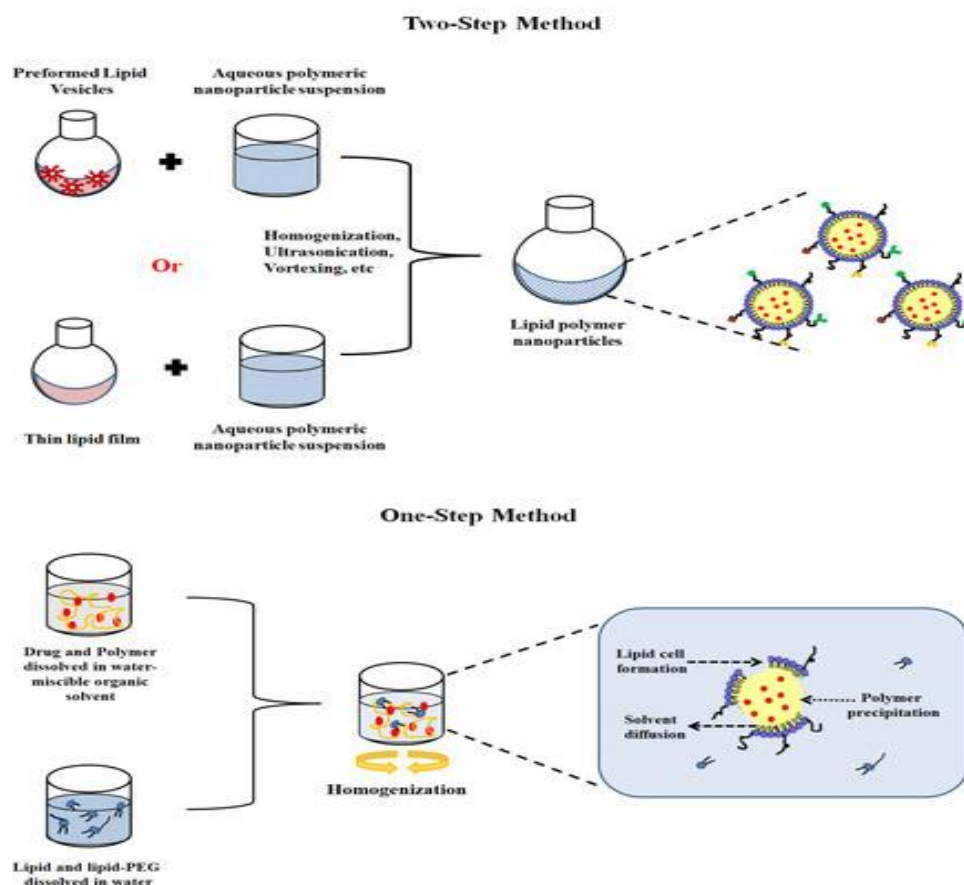 Two-Step Method
Preformed Lipid
Vesicles
Aqueous polymeric
nanoparticle suspension
Homogenization,
Ultrasonication,
Vortexing, etc
Or
Lipid polymer
nanoparticles
Thin lipid film
Aqueous polymeric
nanoparticle suspension
One-Step Method
Drug and Polymer
dissolved in water-
miscible organic
solvent
Homogenization
Lipid cell
formation
Polymer
precipitation
Solvent
diffusion
Lipid and lipid-PEG
dissolved in water